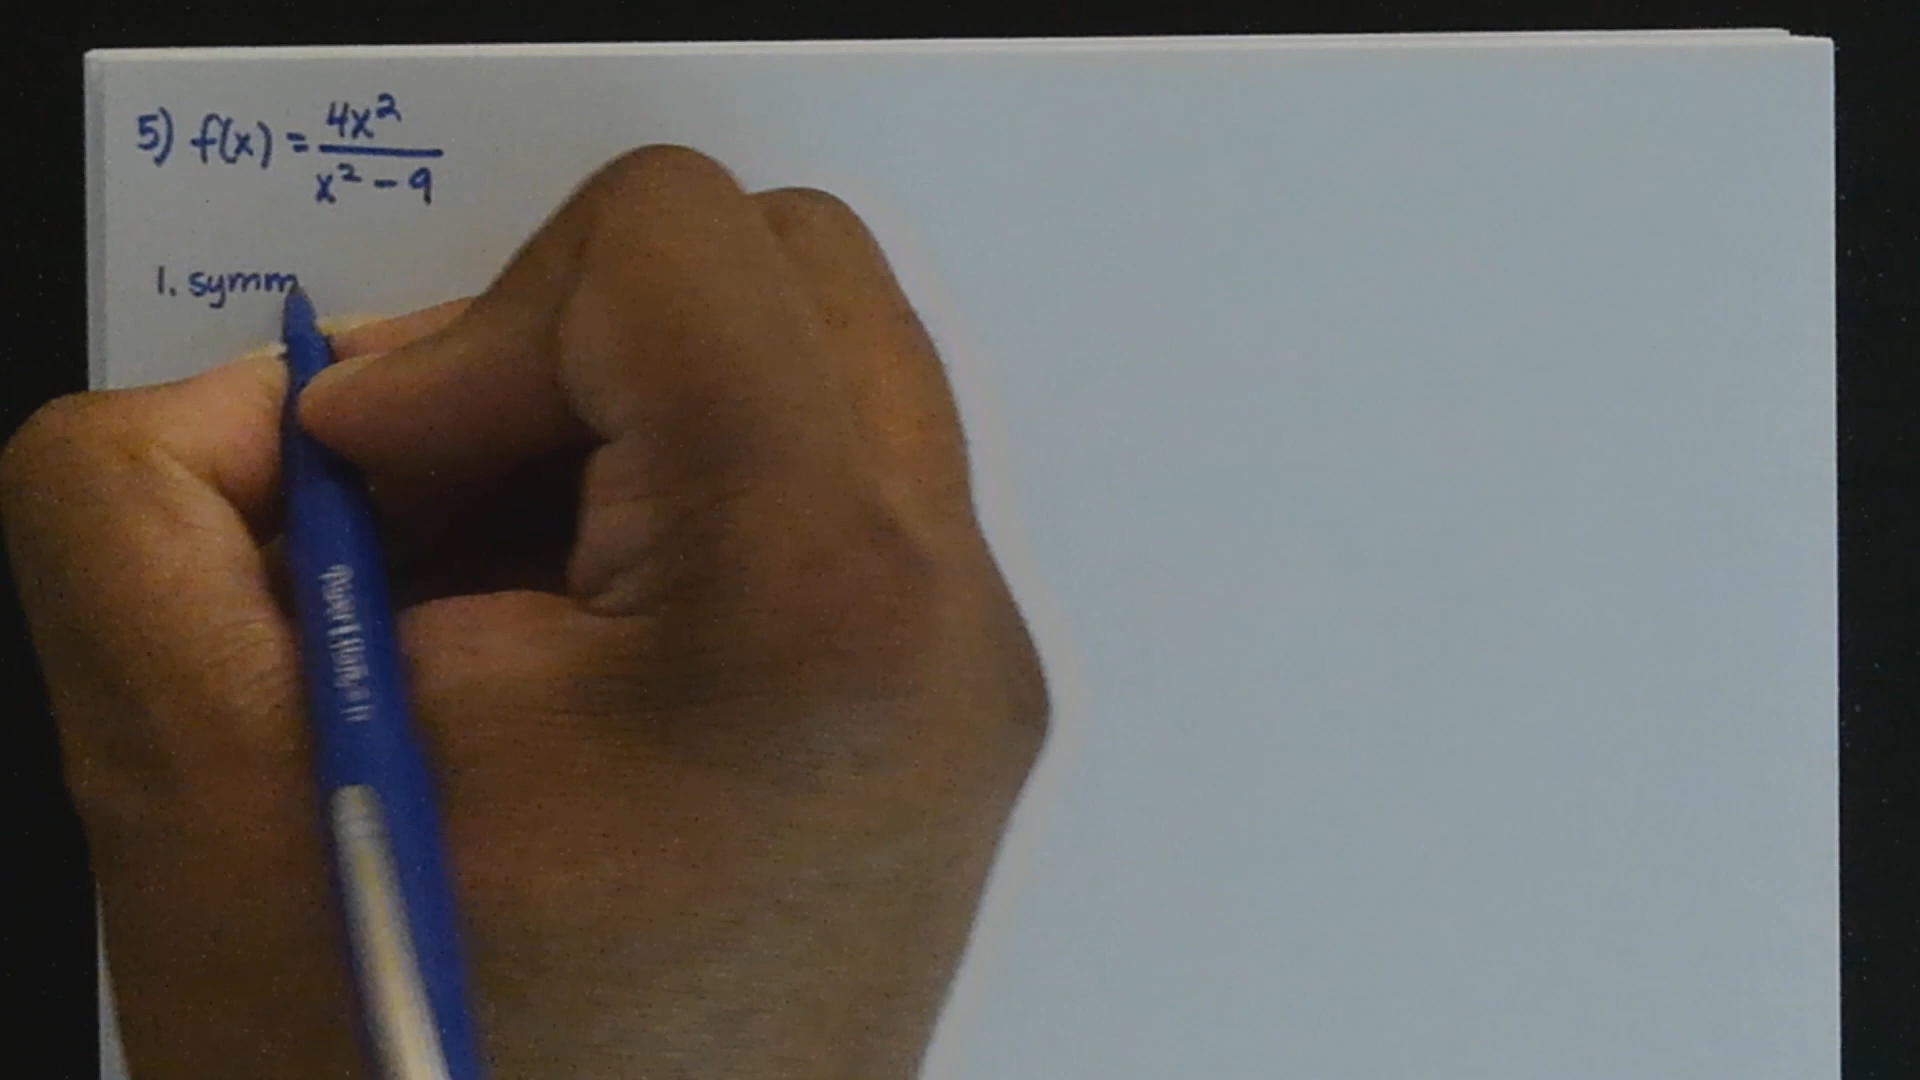 5) f(x) = 4x² / x² - 9
1. symm